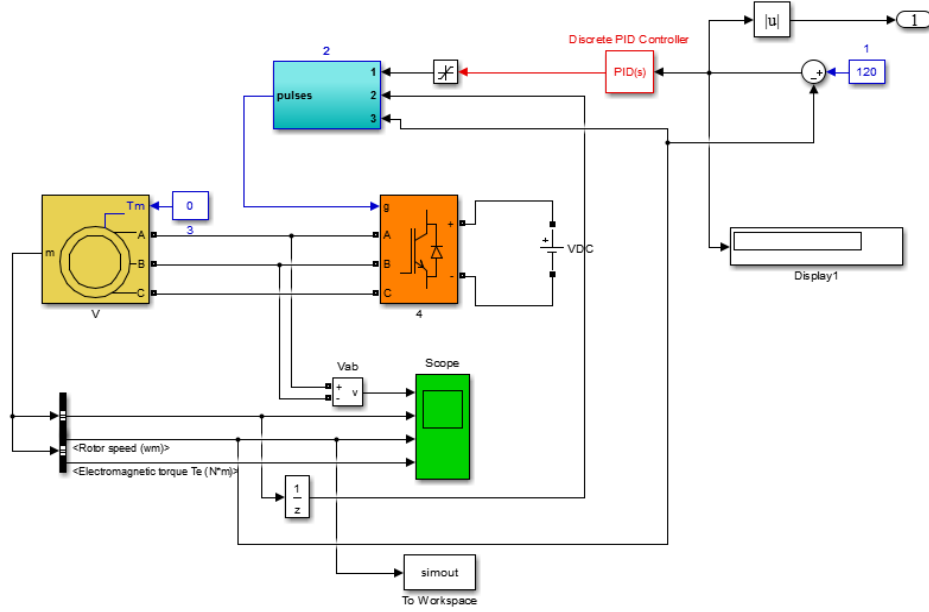 |u|
1
2
Discrete PID Controller
1
1
PID(s)
-+
120
pulses
2
3
Tm
0
g
3
A
A
+
m
B
B
VDC
+
-
C
C
Display1
V
4
Vab
Scope
+
-
v
<Rotor speed (wm)>
<Electromagnetic torque Te (N*m)>
1
z
simout
To Workspace